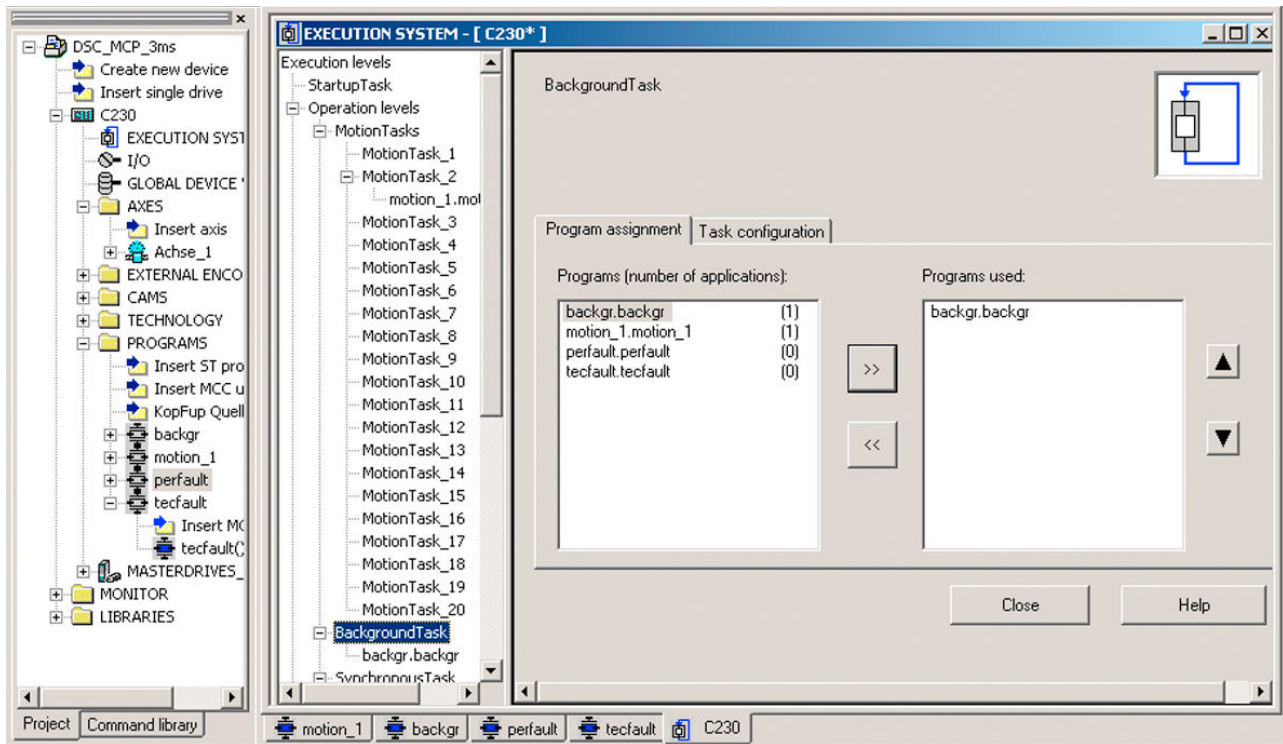 DSC_MCP_3ms
Create new device
Insert single drive
C230
EXECUTION SYST
I/O
GLOBAL DEVICE
AXES
Insert axis
Achse_1
EXTERNAL ENCO
CAMS
TECHNOLOGY
PROGRAMS
Insert ST pro
Insert MCC u
KopFup Quell
backgr
motion_1
perfault
tecfault
Insert MC
tecfault()
MASTERDRIVES_
MONITOR
LIBRARIES
Project
Command library
EXECUTION SYSTEM - [ C230* ]
Execution levels
StartupTask
Operation levels
MotionTasks
MotionTask_1
MotionTask_2
motion_1.mot
MotionTask_3
MotionTask_4
MotionTask_5
MotionTask_6
MotionTask_7
MotionTask_8
MotionTask_9
MotionTask_10
MotionTask_11
MotionTask_12
MotionTask_13
MotionTask_14
MotionTask_15
MotionTask_16
MotionTask_17
MotionTask_18
MotionTask_19
MotionTask_20
BackgroundTask
backgr.backgr
SynchronousTask
BackgroundTask
Program assignment
Task configuration
Programs (number of applications):
backgr.backgr (1)
motion_1.motion_1 (1)
perfault.perfault (0)
tecfault.tecfault (0)
>>
<<
Programs used:
backgr.backgr
Close
Help
motion_1
backgr
perfault
tecfault
C230